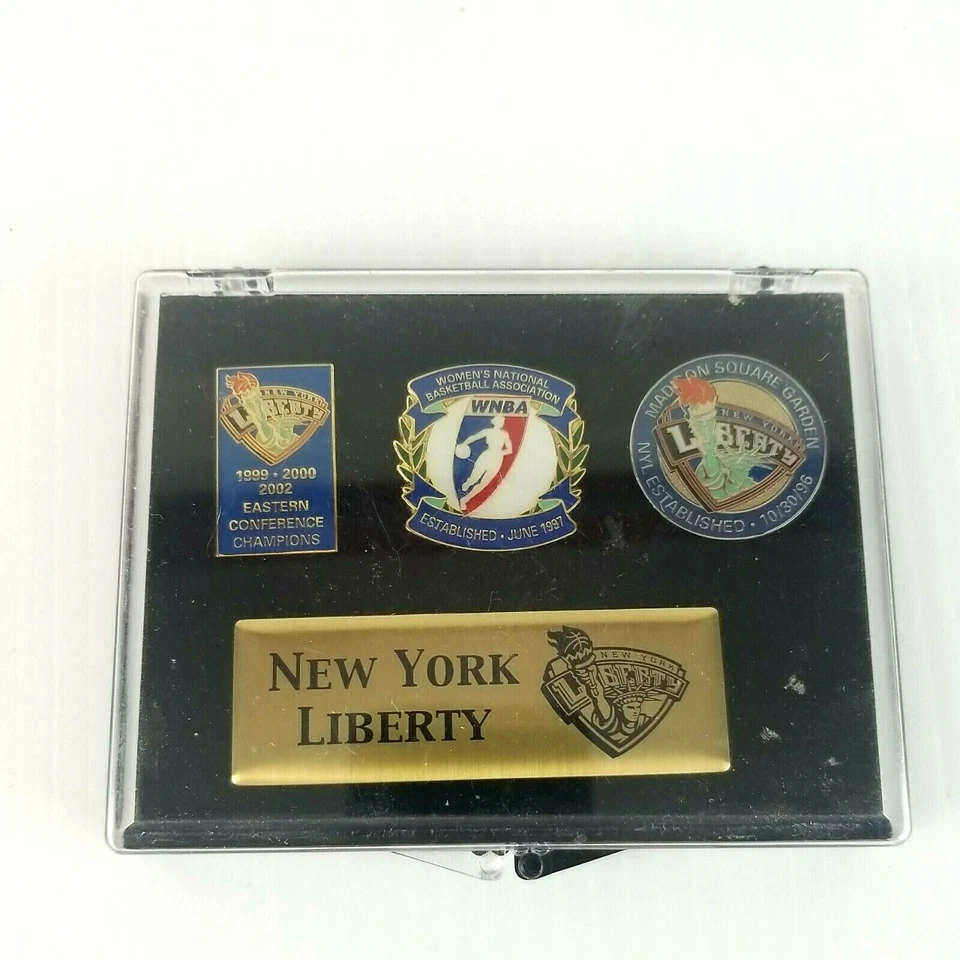 NEW YORK
LIBERTY
1999 • 2000
2002
EASTERN
CONFERENCE
CHAMPIONS
WOMEN'S NATIONAL
BASKETBALL ASSOCIATION
WNBA
ESTABLISHED • JUNE 1997
MADISON SQUARE GARDEN
NEW YORK
LIBERTY
NYL ESTABLISHED • 10/30/96
NEW YORK
LIBERTY
NEW YORK
LIBERTY